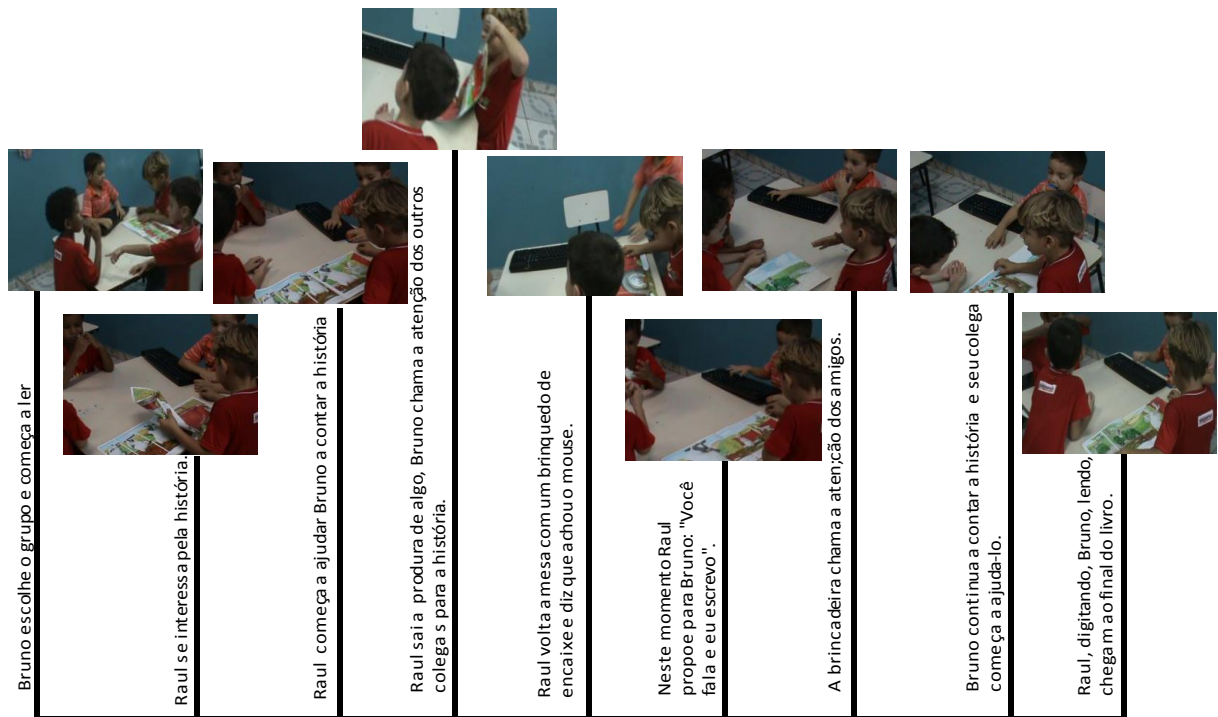 Bruno escolhe o grupo e começa a ler
Raul se interessa pela história.
Raul começa a ajudar Bruno a contar a história
Raul sai a produra de algo, Bruno chama a atenção dos outros
colega s para a história.
Raul volta a mesa com um brinquedo de
encaixe e diz que achou o mouse.
Neste momento Raul
propoe para Bruno: "Você
fala e eu escrevo".
A brincadeira chama a aten;cão dos amigos.
Bruno continua a contar a história e seu colega
começa a ajuda-lo.
Raul, digitando, Bruno, lendo,
chegam ao final do livro.